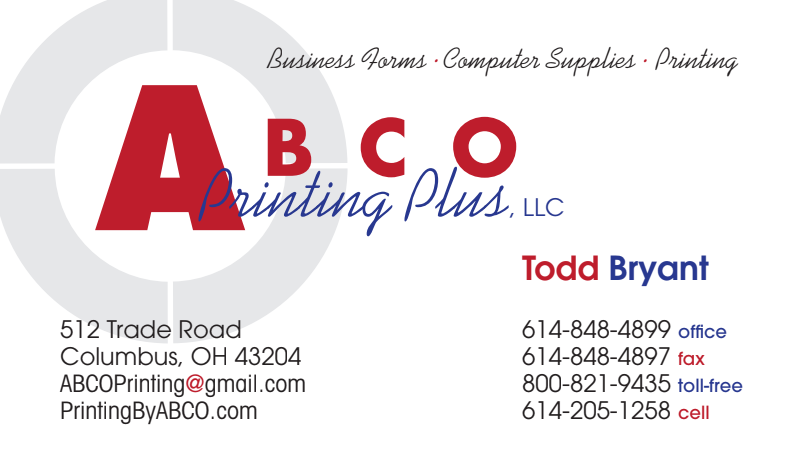 Business Forms · Computer Supplies · Printing
ABCO
Printing Plus, LLC
Todd Bryant
512 Trade Road
Columbus, OH 43204
ABCOPrinting@gmail.com
PrintingByABCO.com
614-848-4899 office
614-848-4897 fax
800-821-9435 toll-free
614-205-1258 cell